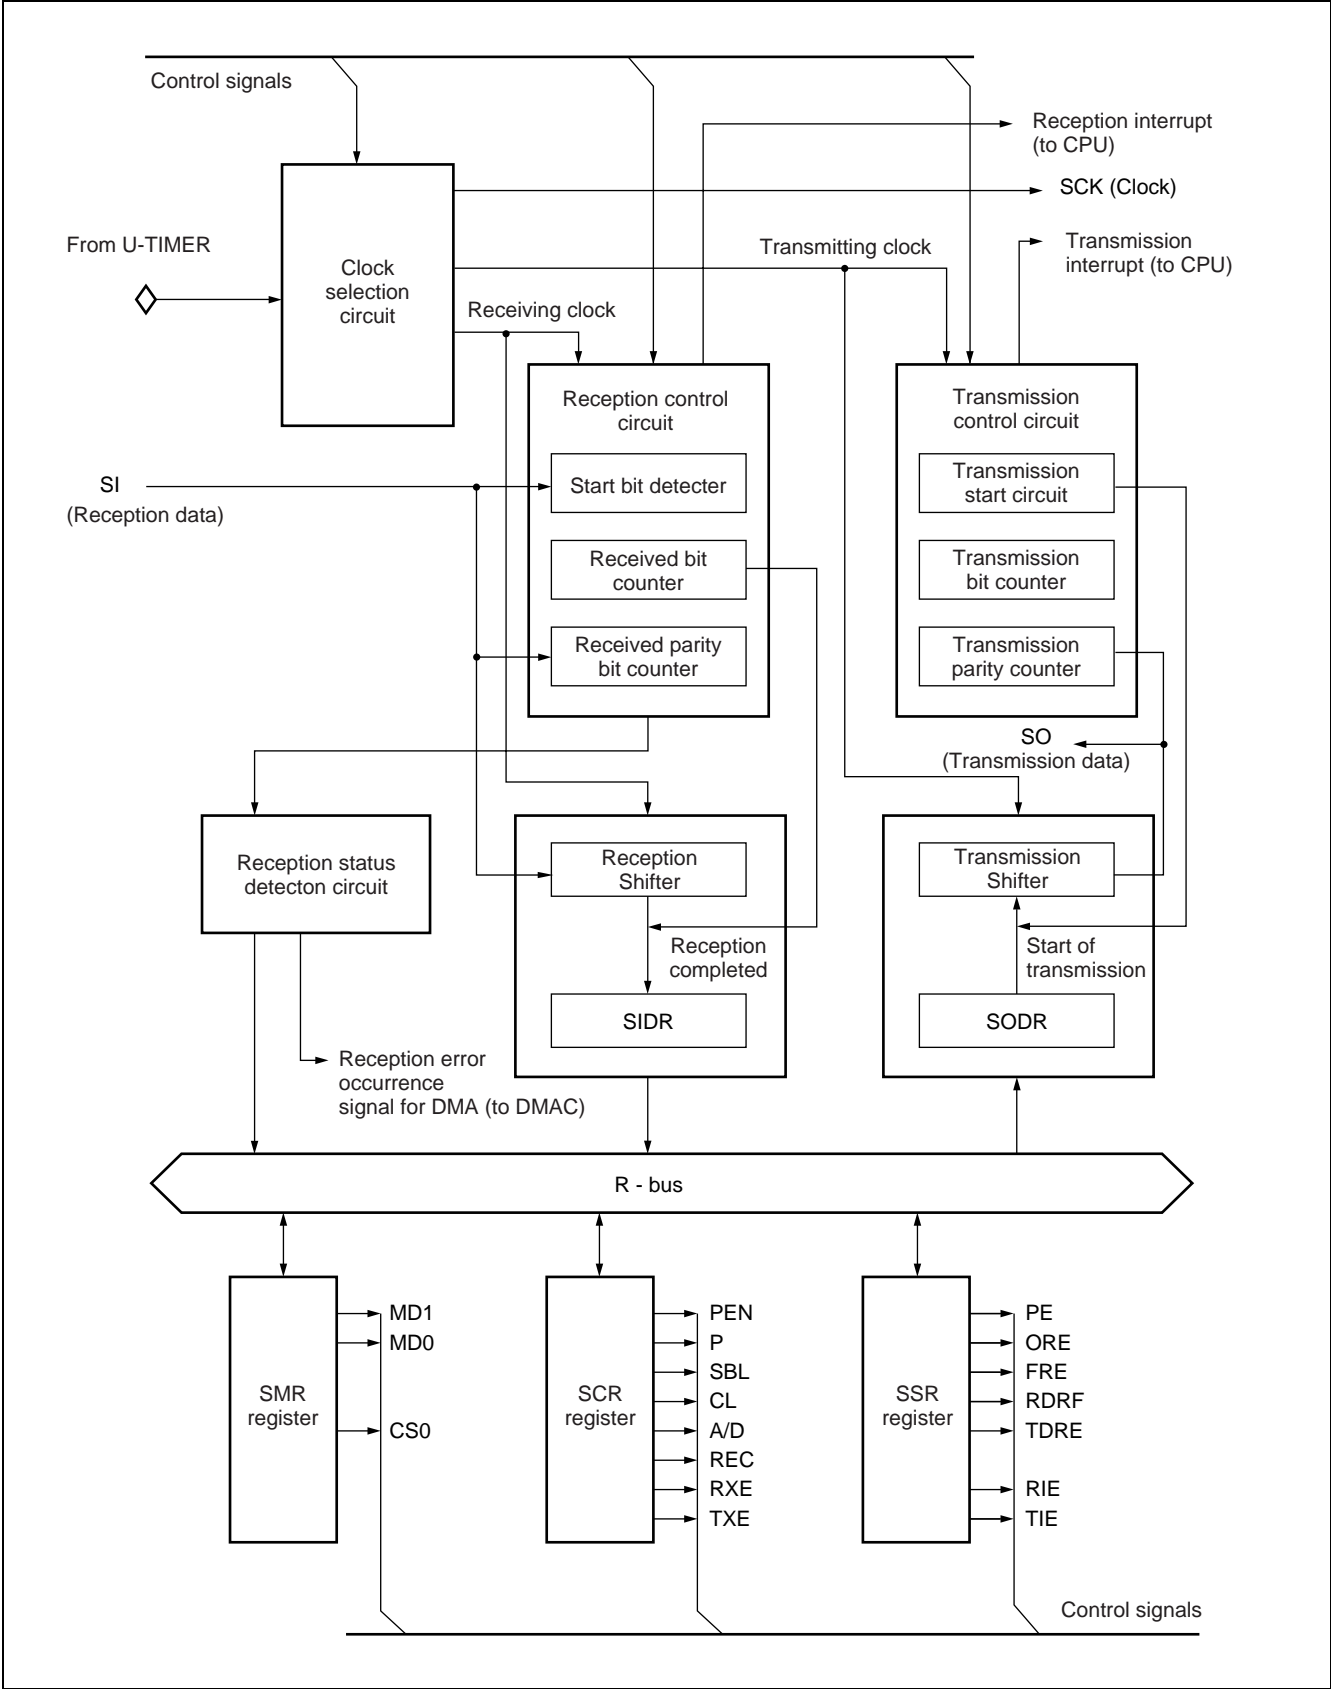 Control signals
Reception interrupt
(to CPU)
SCK (Clock)
From U-TIMER
Transmitting clock
Transmission
interrupt (to CPU)
Clock
selection
circuit
Receiving clock
Reception control
circuit
Transmission
control circuit
SI
(Reception data)
Start bit detecter
Transmission
start circuit
Received bit
counter
Transmission
bit counter
Received parity
bit counter
Transmission
parity counter
SO
(Transmission data)
Reception status
detecton circuit
Reception
Shifter
Transmission
Shifter
Reception
completed
Start of
transmission
SIDR
SODR
Reception error
occurrence
signal for DMA (to DMAC)
R - bus
SMR
register
MD1
MD0
CS0
SCR
register
PEN
P
SBL
CL
A/D
REC
RXE
TXE
SSR
register
PE
ORE
FRE
RDRF
TDRE
RIE
TIE
Control signals